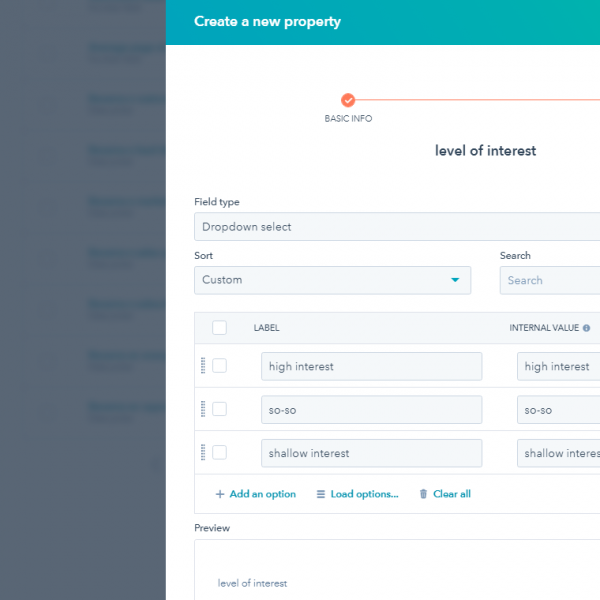 Create a new property
BASIC INFO
level of interest
Field type
Dropdown select
Sort
Search
Custom
Search
LABEL
INTERNAL VALUE
high interest
high interest
so-so
so-so
shallow interest
shallow
+ Add an option
Load options...
Clear all
Preview
level of interest